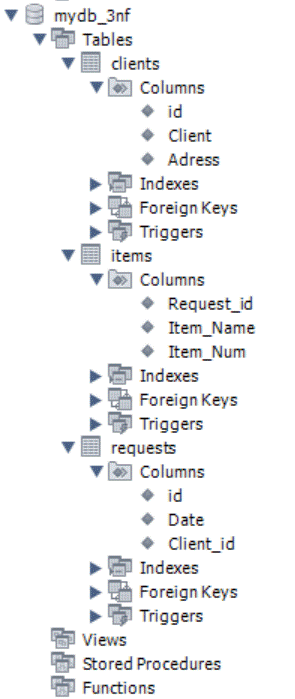 mydb_3nf
Tables
clients
Columns
id
Client
Adress
Indexes
Foreign Keys
Triggers
items
Columns
Request_id
Item_Name
Item_Num
Indexes
Foreign Keys
Triggers
requests
Columns
id
Date
Client_id
Indexes
Foreign Keys
Triggers
Views
Stored Procedures
Functions